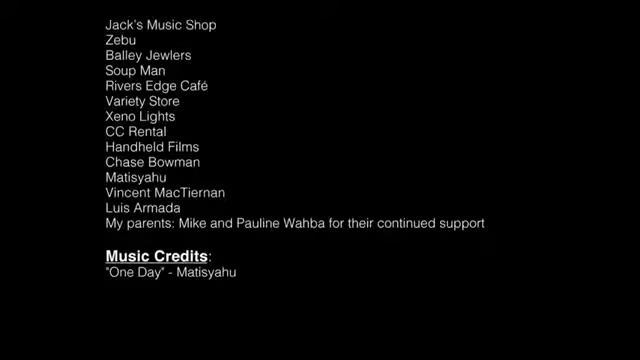 Jack's Music Shop
Zebu
Balley Jewlers
Soup Man
Rivers Edge Café
Variety Store
Xeno Lights
CC Rental
Handheld Films
Chase Bowman
Matisyahu
Vincent MacTiernan
Luis Armada
My parents: Mike and Pauline Wahba for their continued support
Music Credits:
"One Day" - Matisyahu